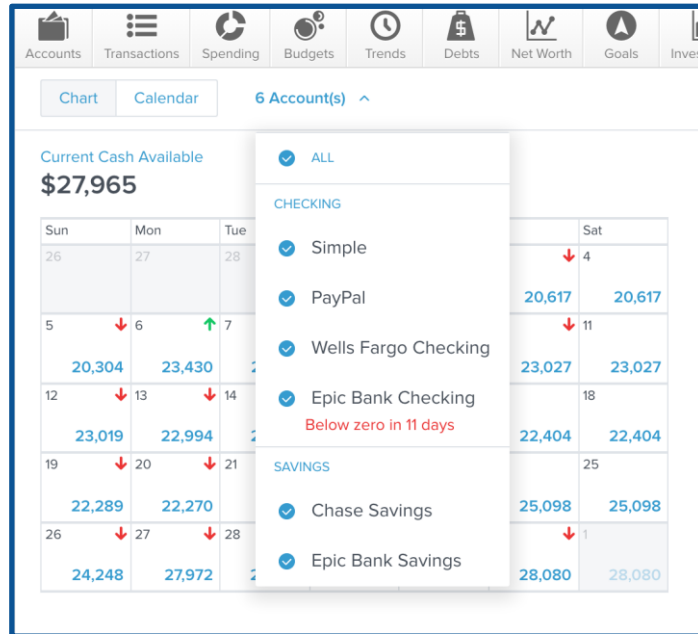 Accounts Transactions Spending Budgets Trends Debts Net Worth Goals Inves
Chart Calendar 6 Account(s)
Current Cash Available
$27,965
ALL
CHECKING
Simple
PayPal
Wells Fargo Checking
Epic Bank Checking
Below zero in 11 days
SAVINGS
Chase Savings
Epic Bank Savings
Sun Mon Tue Sat
26 27 28 4
20,617 20,617
5 6 7 11
20,304 23,430 2 23,027 23,027
12 13 14 18
23,019 22,994 2 22,404 22,404
19 20 21 25
22,289 22,270 25,098 25,098
26 27 28 1
24,248 27,972 2 28,080 28,080